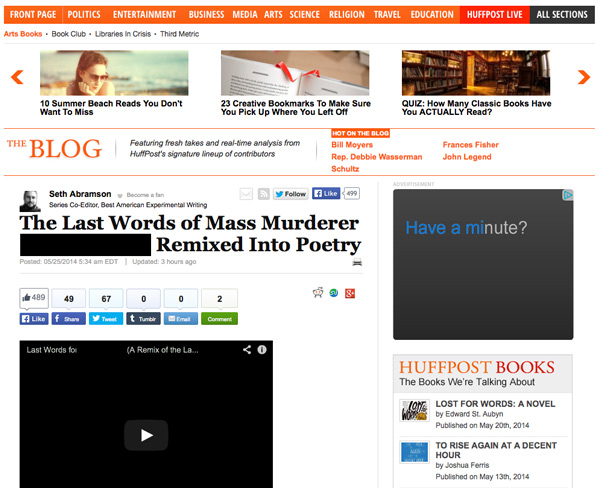 FRONT PAGE POLITICS ENTERTAINMENT BUSINESS MEDIA ARTS SCIENCE RELIGION TRAVEL EDUCATION HUFFPOST LIVE ALL SECTIONS
Arts Books • Book Club • Libraries In Crisis • Third Metric
10 Summer Beach Reads You Don't
Want To Miss
23 Creative Bookmarks To Make Sure
You Pick Up Where You Left Off
QUIZ: How Many Classic Books Have
You ACTUALLY Read?
THE BLOG
Featuring fresh takes and real-time analysis from
HuffPost's signature lineup of contributors
HOT ON THE BLOG
Bill Moyers
Rep. Debbie Wasserman
Schultz
Frances Fisher
John Legend
Seth Abramson Become a fan
Series Co-Editor, Best American Experimental Writing
Follow Like 499
The Last Words of Mass Murderer
Remixed Into Poetry
Posted: 05/25/2014 5:34 am EDT Updated: 3 hours ago
489 49 67 0 0 2
Like Share Tweet Tumblr Email Comment
Last Words for (A Remix of the La...
ADVERTISEMENT
Have a minute?
HUFFPOST BOOKS
The Books We're Talking About
LOST FOR WORDS: A NOVEL
by Edward St. Aubyn
Published on May 20th, 2014
TO RISE AGAIN AT A DECENT
HOUR
by Joshua Ferris
Published on May 13th, 2014